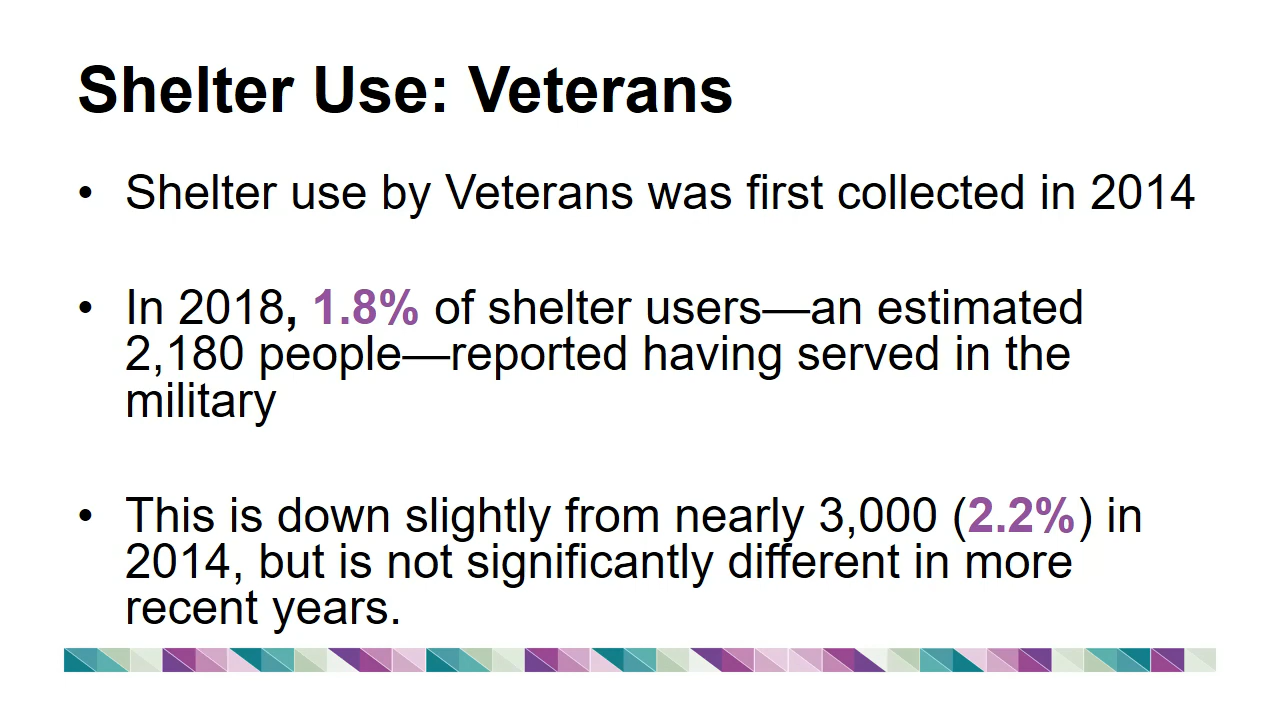 Shelter Use: Veterans
• Shelter use by Veterans was first collected in 2014
• In 2018, 1.8% of shelter users—an estimated
2,180 people—reported having served in the
military
• This is down slightly from nearly 3,000 (2.2%) in
2014, but is not significantly different in more
recent years.